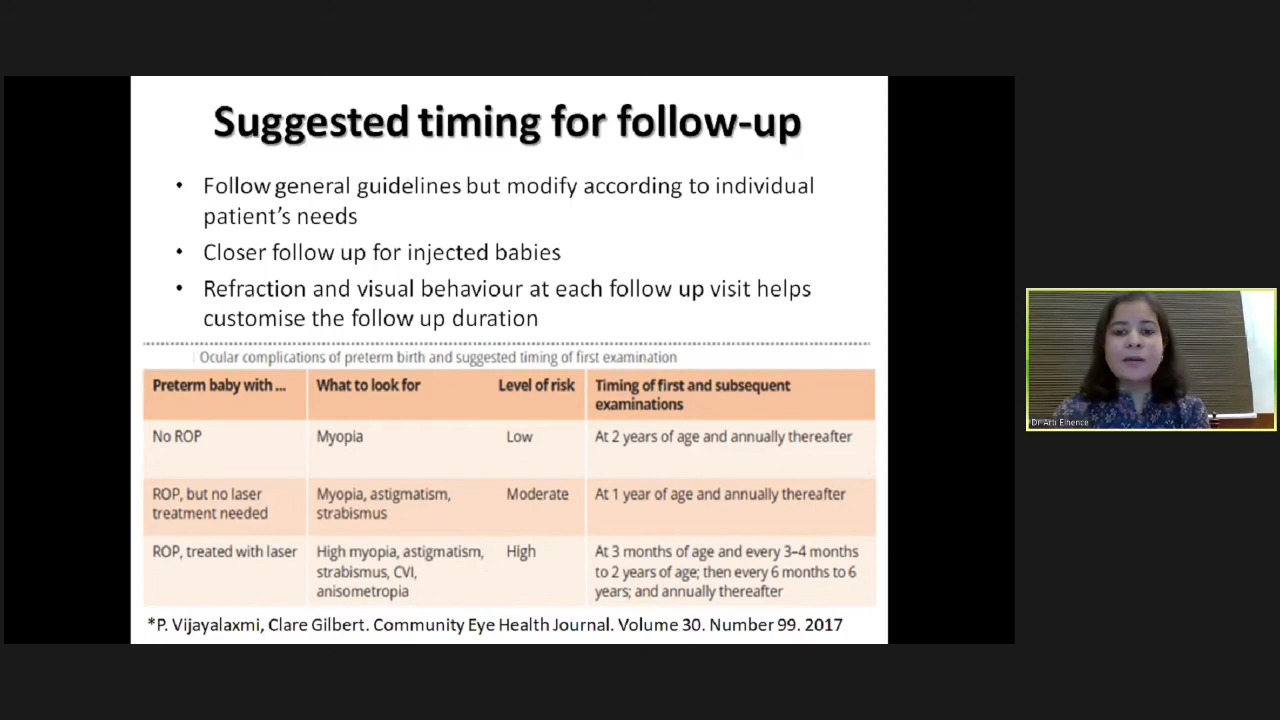 Suggested timing for follow-up
• Follow general guidelines but modify according to individual
patient's needs
• Closer follow up for injected babies
• Refraction and visual behaviour at each follow up visit helps
customise the follow up duration
Ocular complications of preterm birth and suggested timing of first examination
Preterm baby with ... What to look for Level of risk Timing of first and subsequent
examinations
No ROP Myopia Low At 2 years of age and annually thereafter
ROP, but no laser Myopia, astigmatism, Moderate At 1 year of age and annually thereafter
treatment needed strabismus
ROP, treated with laser High myopia, astigmatism, High At 3 months of age and every 3–4 months
strabismus, CVI, to 2 years of age; then every 6 months to 6
anisometropia years; and annually thereafter
*P. Vijayalaxmi, Clare Gilbert. Community Eye Health Journal. Volume 30. Number 99. 2017
Dr Arti Elhence